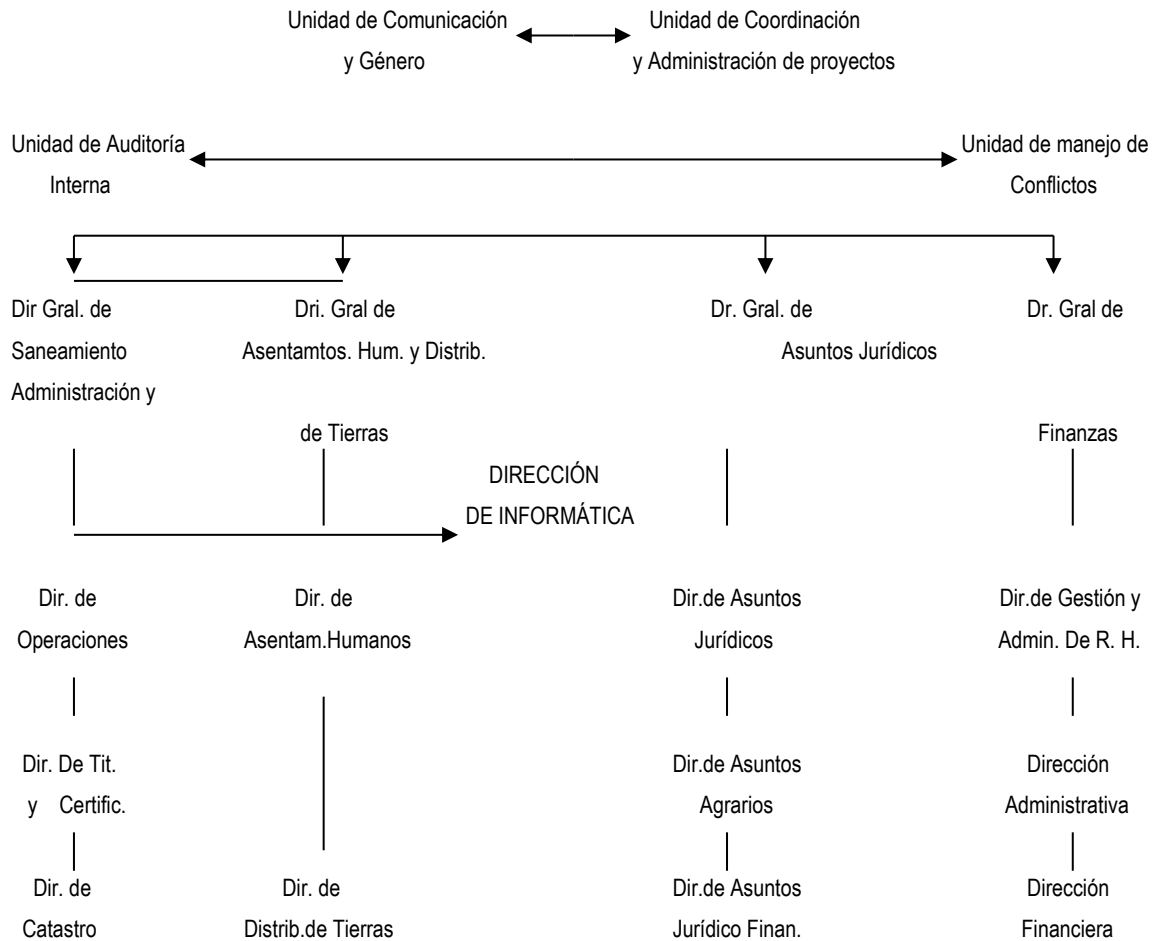 Unidad de Comunicación Unidad de Coordinación
y Género y Administración de proyectos
Unidad de Auditoría Unidad de manejo de
Interna Conflictos
Dir Gral. de Dri. Gral de Dr. Gral. de Dr. Gral de
Saneamiento Asentamtos. Hum. y Distrib. Asuntos Jurídicos
Administración y
de Tierras Finanzas
DIRECCIÓN
DE INFORMÁTICA
Dir. de Dir. de Dir.de Asuntos Dir.de Gestión y
Operaciones Asentam.Humanos Jurídicos Admin. De R. H.
Dir. De Tit. Dir.de Asuntos Dirección
y Certific. Agrarios Administrativa
Dir. de Dir. de Dir.de Asuntos Dirección
Catastro Distrib.de Tierras Jurídico Finan. Financiera